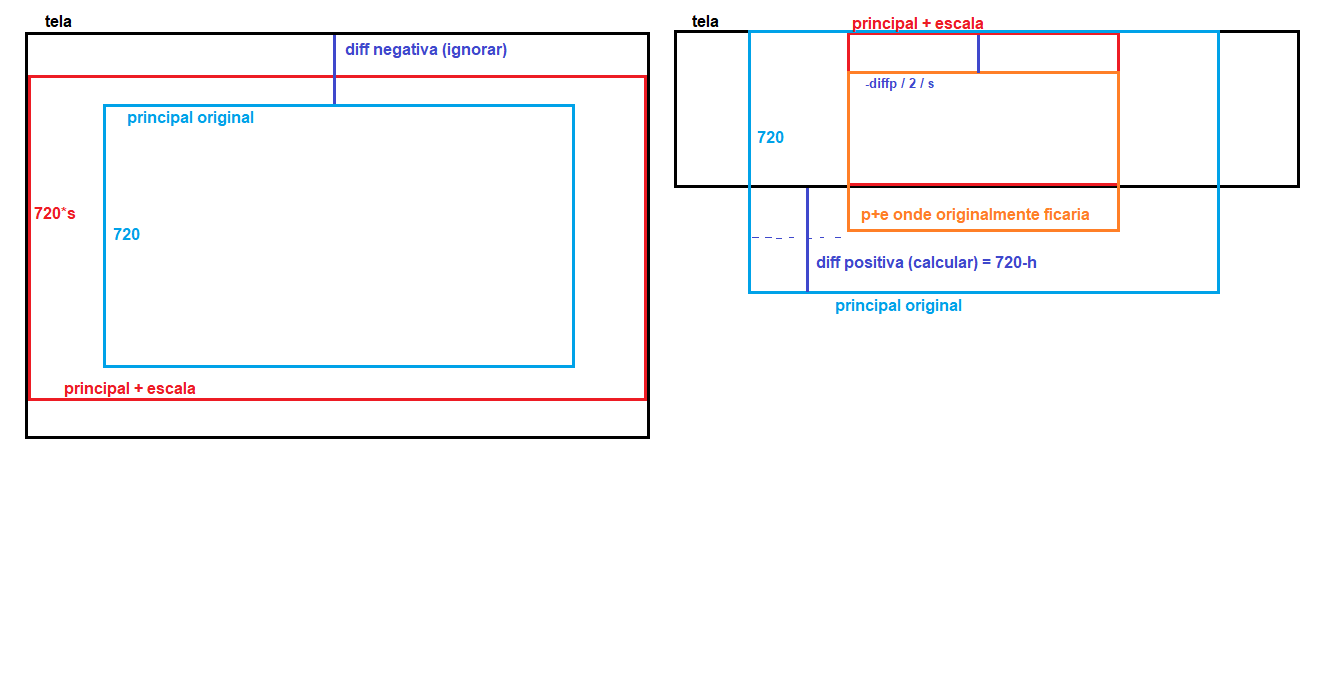 tela
diff negativa (ignorar)
principal original
720*s
720
principal + escala
tela
principal + escala
-diffp / 2 / s
720
p+e onde originalmente ficaria
diff positiva (calcular) = 720-h
principal original